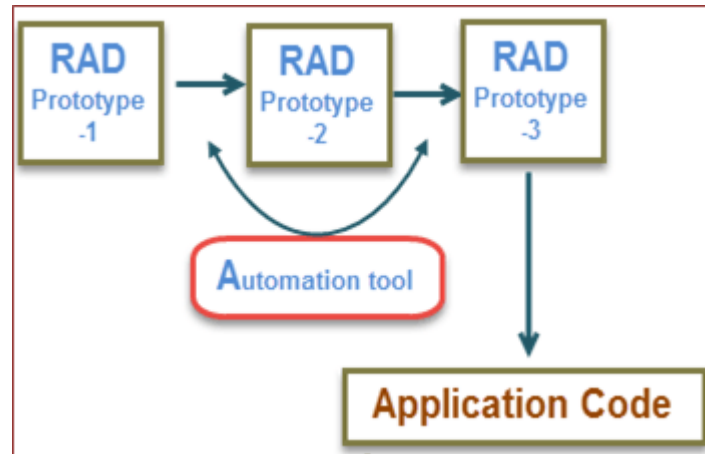 RAD
Prototype
-1
RAD
Prototype
-2
RAD
Prototype
-3
Automation tool
Application Code